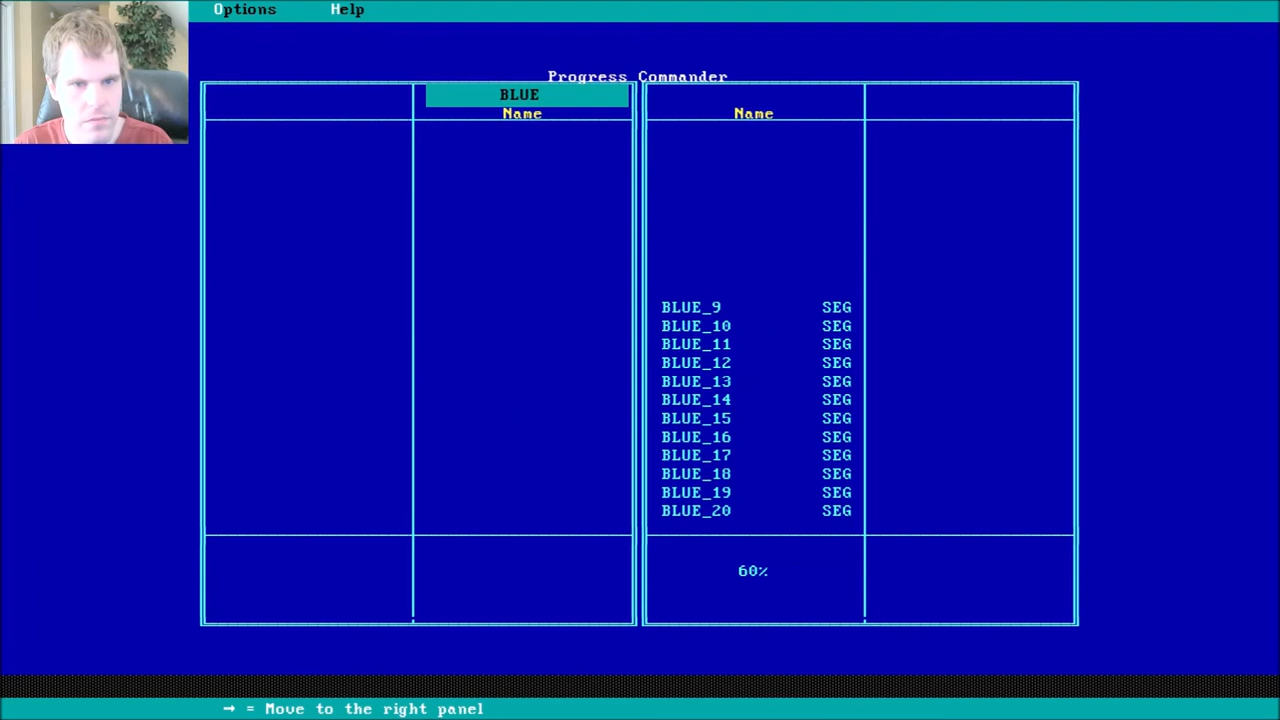 Options Help
Progress Commander
BLUE
Name Name
BLUE_9 SEG
BLUE_10 SEG
BLUE_11 SEG
BLUE_12 SEG
BLUE_13 SEG
BLUE_14 SEG
BLUE_15 SEG
BLUE_16 SEG
BLUE_17 SEG
BLUE_18 SEG
BLUE_19 SEG
BLUE_20 SEG
60%
→ = Move to the right panel